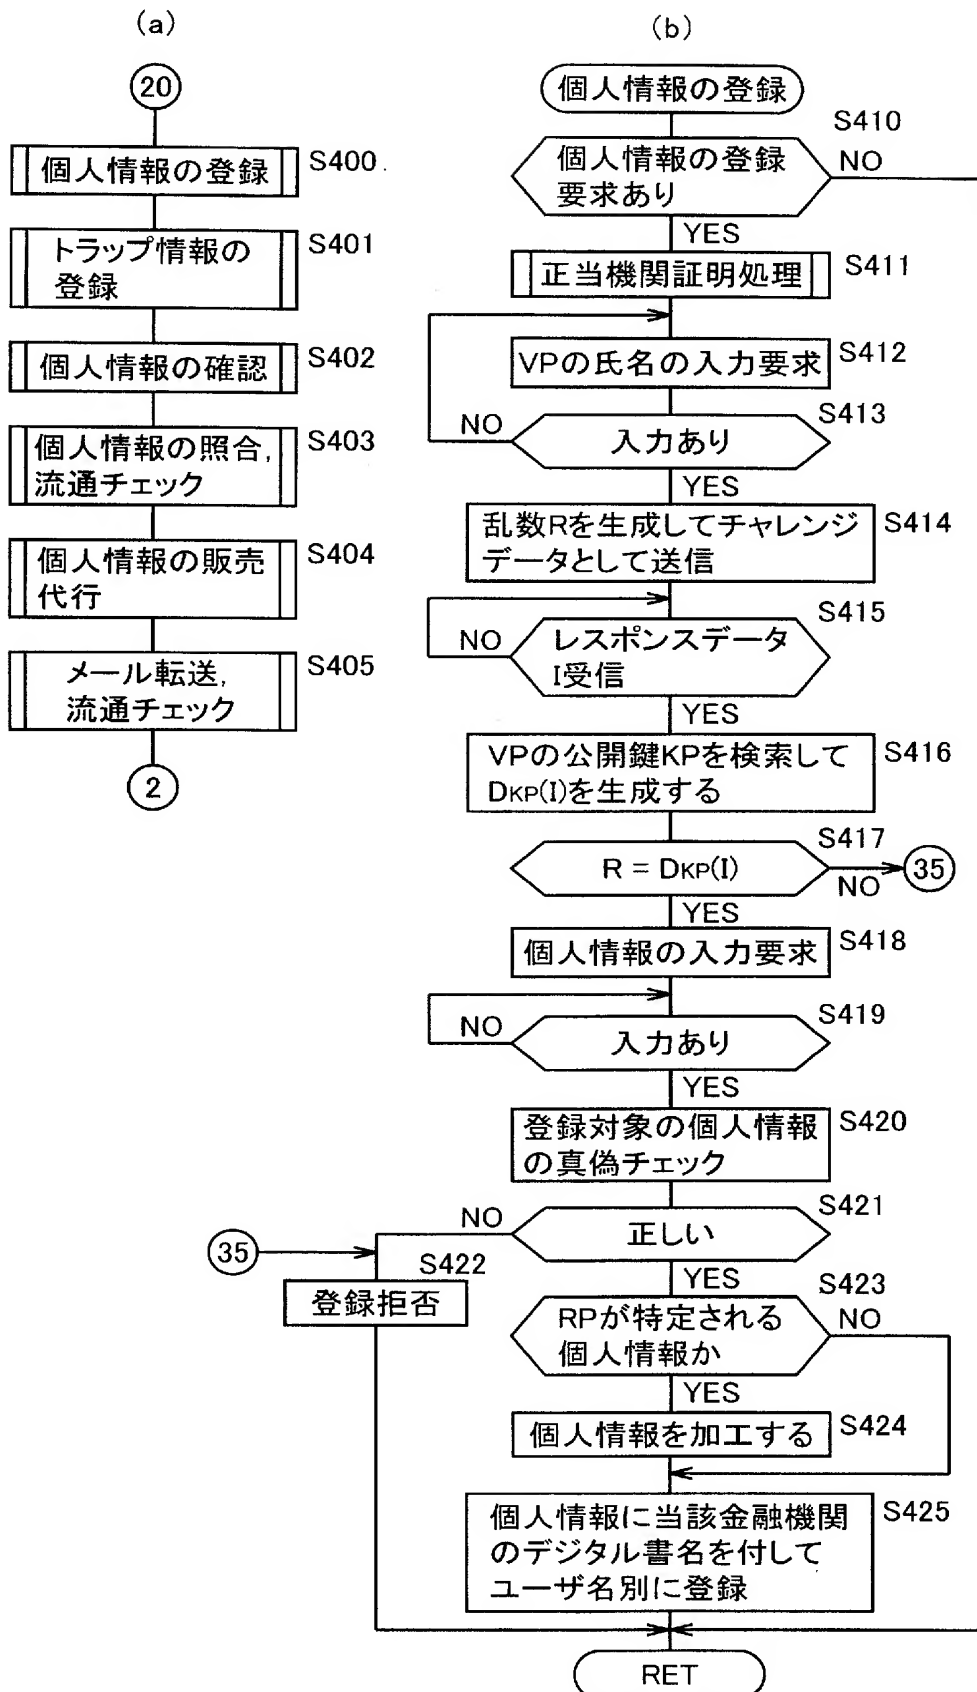 (a)
20
個人情報の登録
S400
トラップ情報の
登録
S401
個人情報の確認
S402
個人情報の照合,
流通チェック
S403
個人情報の販売
代行
S404
メール転送,
流通チェック
S405
2
(b)
個人情報の登録
S410
個人情報の登録
要求あり
NO
YES
正当機関証明処理
S411
VPの氏名の入力要求
S412
S413
NO
入力あり
YES
乱数Rを生成してチャレンジ
データとして送信
S414
S415
NO
レスポンスデータ
I受信
YES
VPの公開鍵KPを検索して
DKP(I)を生成する
S416
S417
R = DKP(I)
NO
35
YES
個人情報の入力要求
S418
S419
NO
入力あり
YES
登録対象の個人情報
の真偽チェック
S420
S421
NO
正しい
YES
35
S422
登録拒否
S423
RPが特定される
個人情報か
NO
YES
個人情報を加工する
S424
個人情報に当該金融機関
のデジタル書名を付して
ユーザ名別に登録
S425
RET